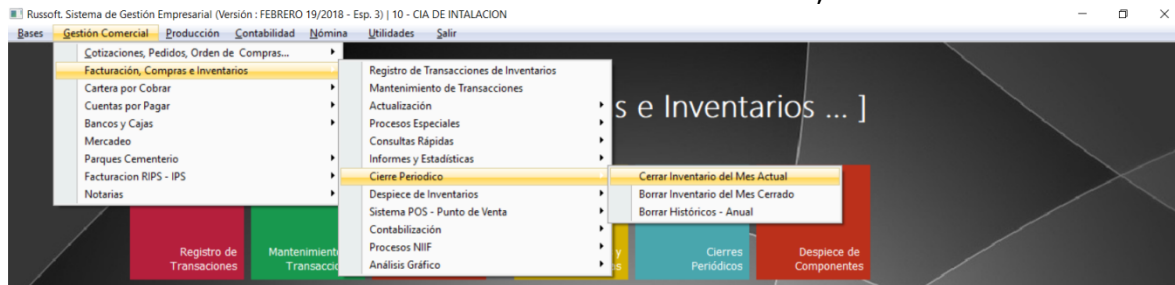 Russoft. Sistema de Gestión Empresarial (Versión : FEBRERO 19/2018 - Esp. 3) | 10 - CIA DE INTALACION
Bases Gestión Comercial Producción Contabilidad Nómina Utilidades Salir
Cotizaciones, Pedidos, Orden de Compras...
Facturación, Compras e Inventarios
Cartera por Cobrar
Cuentas por Pagar
Bancos y Cajas
Mercadeo
Parques Cementerio
Facturacion RIPS - IPS
Notarias
Registro de Transacciones de Inventarios
Mantenimiento de Transacciones
Actualización
Procesos Especiales
Consultas Rápidas
Informes y Estadísticas
Cierre Periodico
Despiece de Inventarios
Sistema POS - Punto de Venta
Contabilización
Procesos NIIF
Análisis Gráfico
Cerrar Inventario del Mes Actual
Borrar Inventario del Mes Cerrado
Borrar Históricos - Anual
s e Inventarios ... ]
Registro de
Transaciones
Mantenimient
Transaccio
y
os
Cierres
Periódicos
Despiece de
Componentes